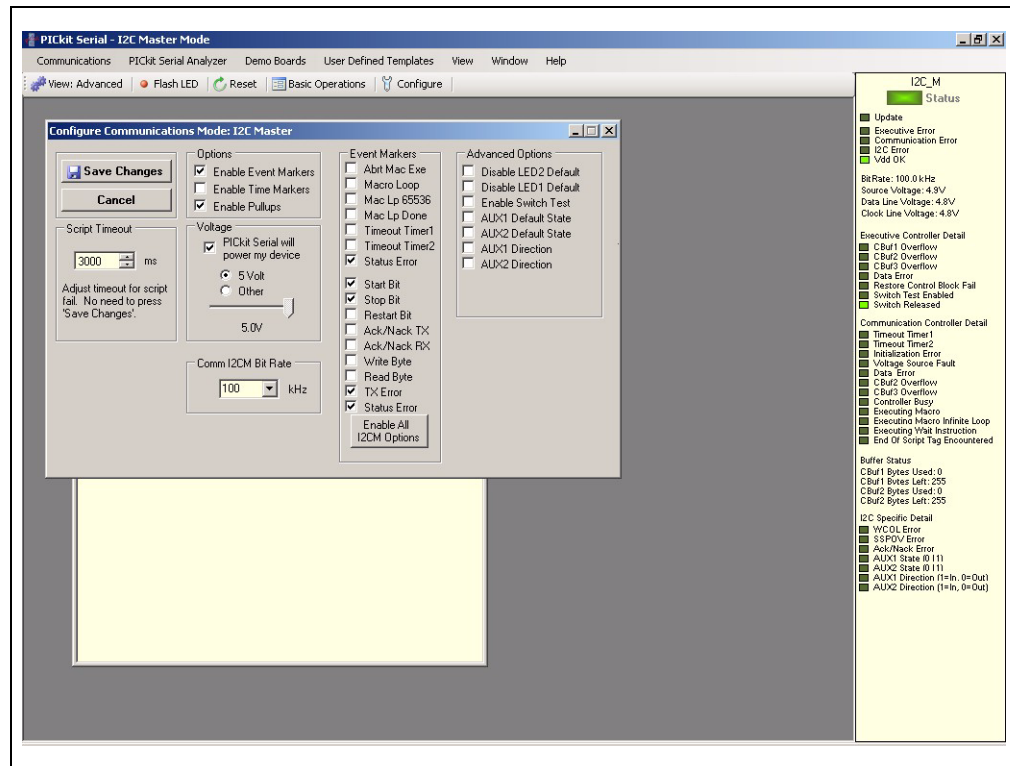 PICkit Serial - I2C Master Mode
Communications PICkit Serial Analyzer Demo Boards User Defined Templates View Window Help
View: Advanced Flash LED Reset Basic Operations Configure
Configure Communications Mode: I2C Master
Save Changes
Cancel
Script Timeout
3000 ms
Adjust timeout for script
fail. No need to press
'Save Changes'.
Options
Enable Event Markers
Enable Time Markers
Enable Pullups
Voltage
PICkit Serial will
power my device
5 Volt
Other
5.0V
Comm I2CM Bit Rate
100 kHz
Event Markers
Abrt Mac Exe
Macro Loop
Mac Lp 65536
Mac Lp Done
Timeout Timer1
Timeout Timer2
Status Error
Start Bit
Stop Bit
Restart Bit
Ack/Nack TX
Ack/Nack RX
Write Byte
Read Byte
TX Error
Status Error
Enable All
I2CM Options
Advanced Options
Disable LED2 Default
Disable LED1 Default
Enable Switch Test
AUX1 Default State
AUX2 Default State
AUX1 Direction
AUX2 Direction
I2C_M
Status
Update
Executive Error
Communication Error
I2C Error
Vdd OK
Bit Rate: 100.0 kHz
Source Voltage: 4.9V
Data Line Voltage: 4.8V
Clock Line Voltage: 4.8V
Executive Controller Detail
CBuf1 Overflow
CBuf2 Overflow
CBuf3 Overflow
Data Error
Restore Control Block Fail
Switch Test Enabled
Switch Released
Communication Controller Detail
Timeout Timer1
Timeout Timer2
Initialization Error
Voltage Source Fault
Data Error
CBuf2 Overflow
CBuf3 Overflow
Controller Busy
Executing Macro
Executing Macro Infinite Loop
Executing Wait Instruction
End Of Script Tag Encountered
Buffer Status
CBuf1 Bytes Used: 0
CBuf1 Bytes Left: 255
CBuf2 Bytes Used: 0
CBuf2 Bytes Left: 255
I2C Specific Detail
WCOL Error
SSPOV Error
Ack/Nack Error
AUX1 State (0 | 1)
AUX2 State (0 | 1)
AUX1 Direction (1=In, 0=Out)
AUX2 Direction (1=In, 0=Out)